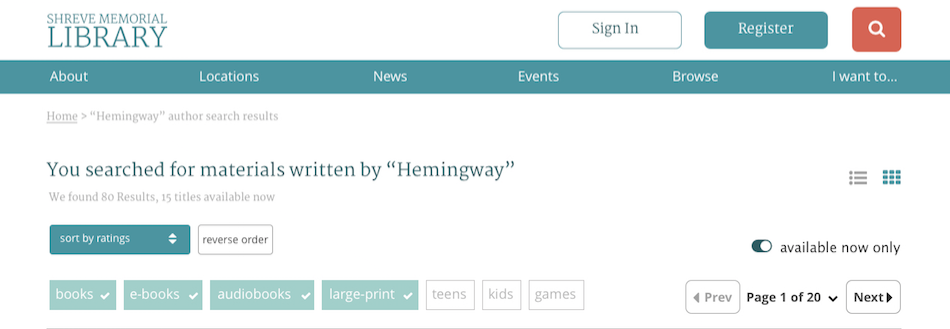 SHREVE MEMORIAL
LIBRARY
Sign In
Register
About Locations News Events Browse I want to...
Home > “Hemingway” author search results
You searched for materials written by “Hemingway”
We found 80 Results, 15 titles available now
sort by ratings
reverse order
available now only
books e-books audiobooks large-print teens kids games
Prev Page 1 of 20 Next